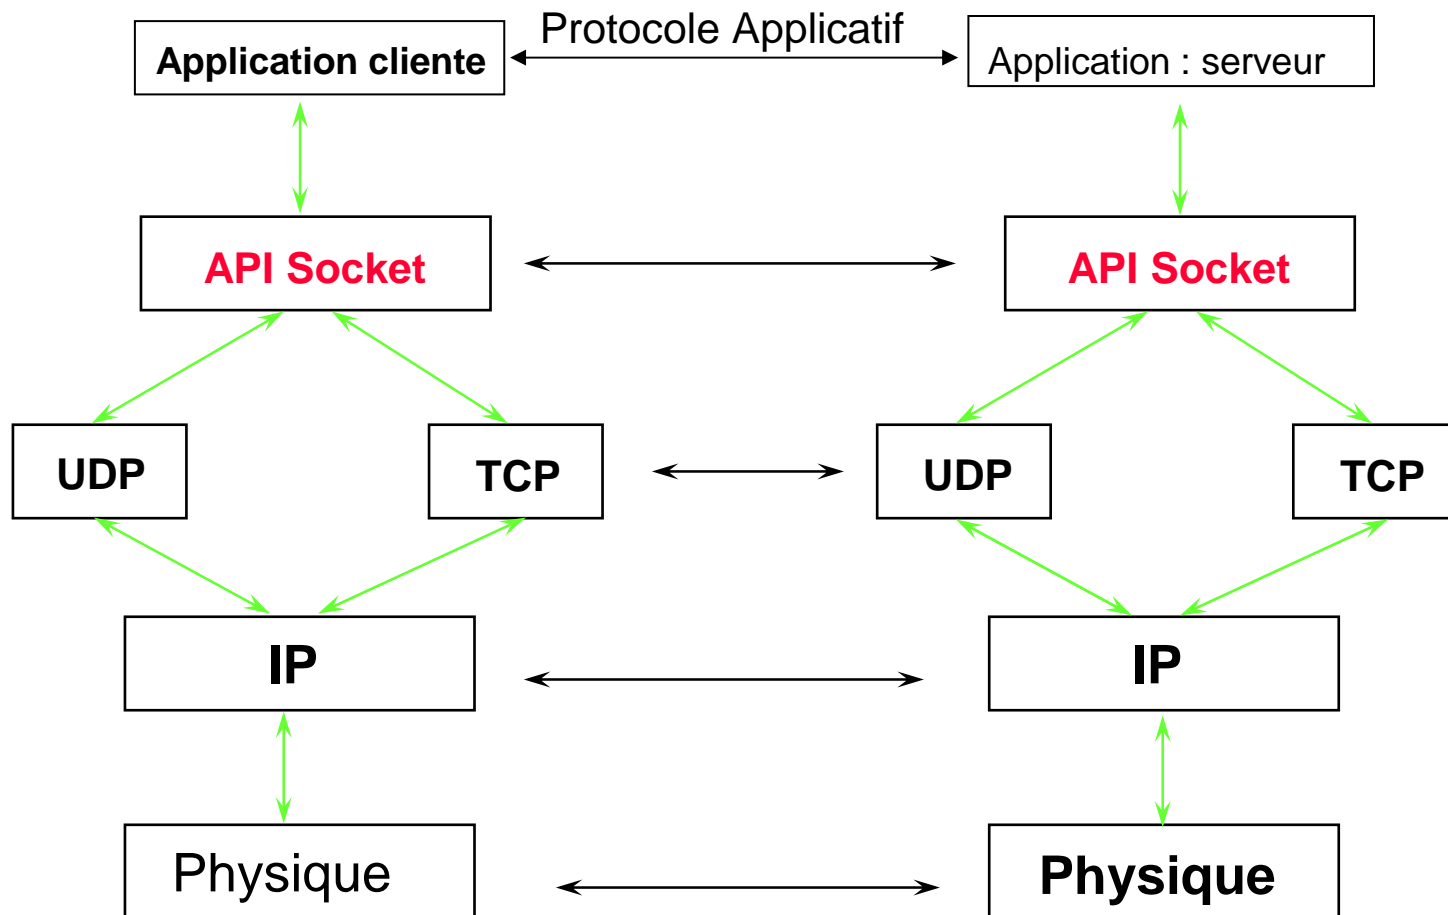 Protocole Applicatif
Application cliente
Application : serveur
API Socket
API Socket
UDP
TCP
UDP
TCP
IP
IP
Physique
Physique